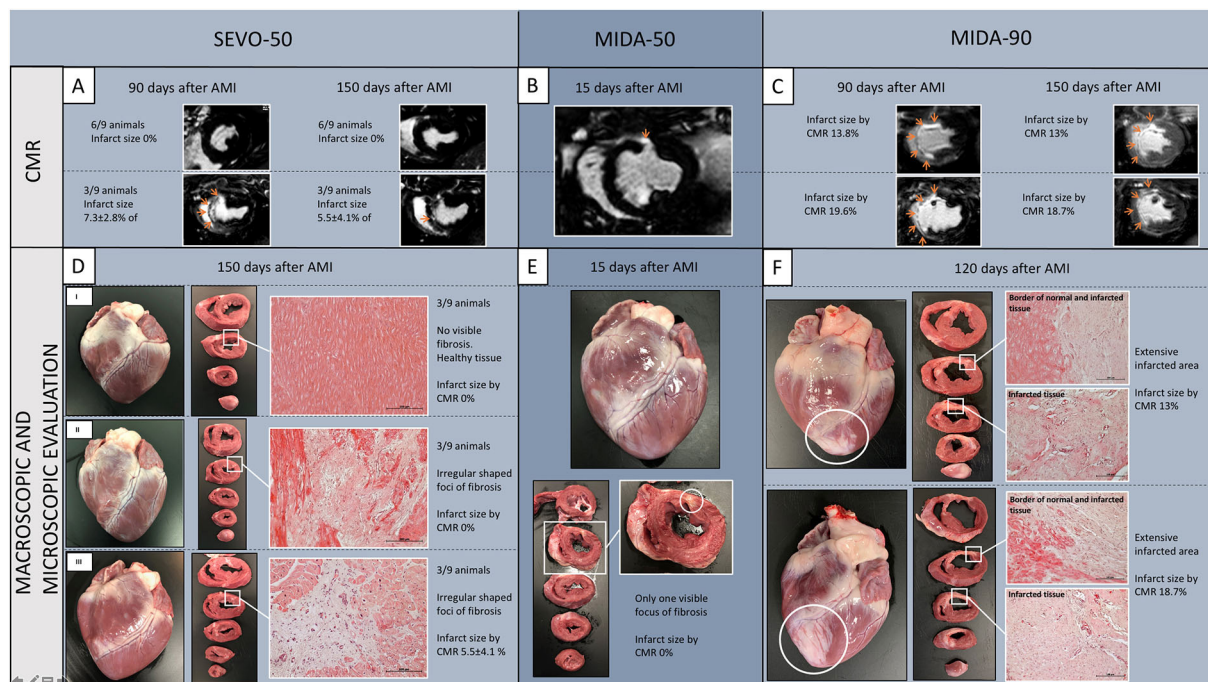 SEVO-50
MIDA-50
MIDA-90
CMR
A
90 days after AMI
150 days after AMI
6/9 animals
Infarct size 0%
6/9 animals
Infarct size 0%
3/9 animals
Infarct size
7.3±2.8% of
3/9 animals
Infarct size
5.5±4.1% of
B
15 days after AMI
C
90 days after AMI
150 days after AMI
Infarct size by
CMR 13.8%
Infarct size by
CMR 13%
Infarct size by
CMR 19.6%
Infarct size by
CMR 18.7%
MACROSCOPIC AND
MICROSCOPIC EVALUATION
D
150 days after AMI
I
3/9 animals
No visible
fibrosis.
Healthy tissue
Infarct size by
CMR 0%
II
3/9 animals
Irregular shaped
foci of fibrosis
Infarct size by
CMR 0%
III
3/9 animals
Irregular shaped
foci of fibrosis
Infarct size by
CMR 5.5±4.1 %
E
15 days after AMI
Only one visible
focus of fibrosis
Infarct size by
CMR 0%
F
120 days after AMI
Border of normal and infarcted
tissue
Infarcted tissue
Extensive
infarcted area
Infarct size by
CMR 13%
Border of normal and infarcted
tissue
Infarcted tissue
Extensive
infarcted area
Infarct size by
CMR 18.7%